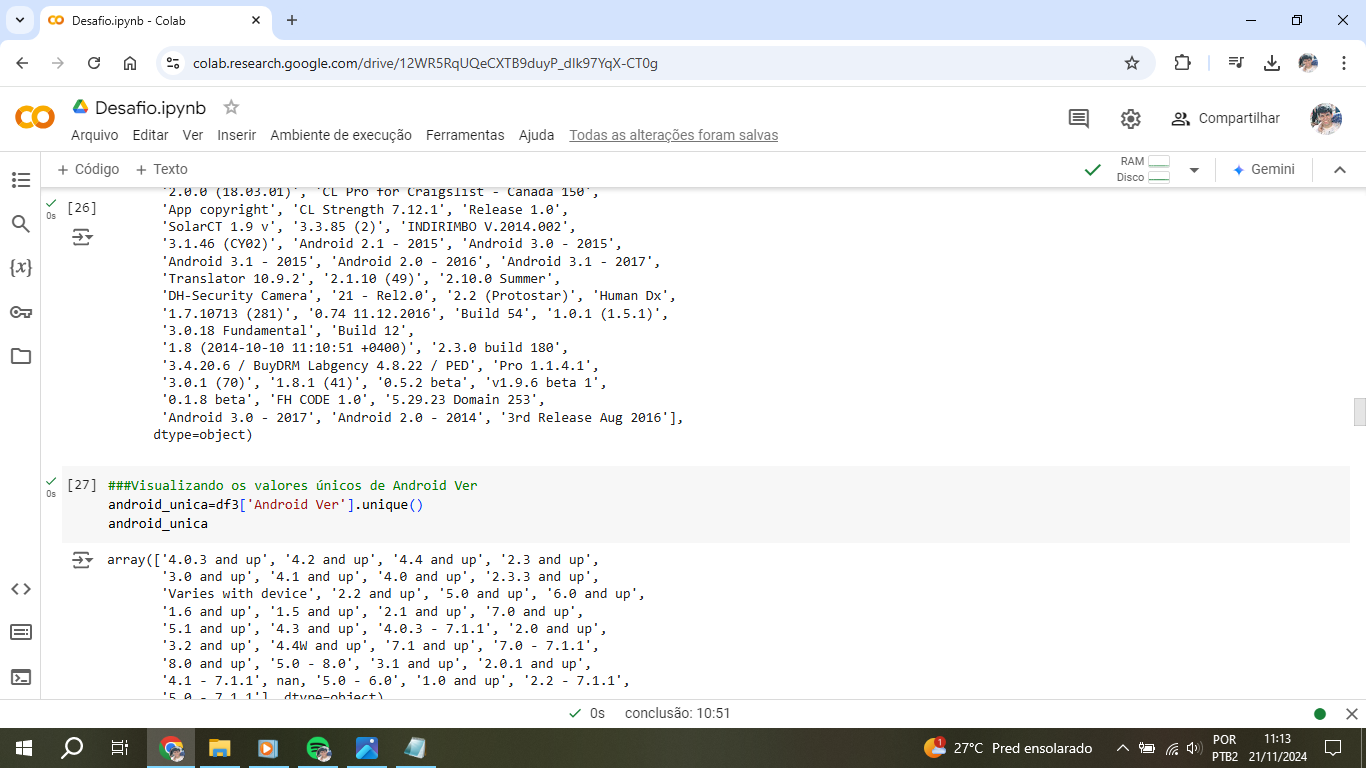 Desafio.ipynb - Colab
colab.research.google.com/drive/12WR5RqUQeCXTB9duyP_dIk97YqX-CT0g
Desafio.ipynb
Arquivo Editar Ver Inserir Ambiente de execução Ferramentas Ajuda Todas as alterações foram salvas
Compartilhar
+ Código + Texto
RAM
Disco
Gemini
'2.0.0 (18.03.01)', 'CL Pro for Craigslist - Canada 150',
[26]
0s
'App copyright', 'CL Strength 7.12.1', 'Release 1.0',
'SolarCT 1.9 v', '3.3.85 (2)', 'INDIRIMBO V.2014.002',
'3.1.46 (CY02)', 'Android 2.1 - 2015', 'Android 3.0 - 2015',
'Android 3.1 - 2015', 'Android 2.0 - 2016', 'Android 3.1 - 2017',
'Translator 10.9.2', '2.1.10 (49)', '2.10.0 Summer',
'DH-Security Camera', '21 - Rel2.0', '2.2 (Protostar)', 'Human Dx',
'1.7.10713 (281)', '0.74 11.12.2016', 'Build 54', '1.0.1 (1.5.1)',
'3.0.18 Fundamental', 'Build 12',
'1.8 (2014-10-10 11:10:51 +0400)', '2.3.0 build 180',
'3.4.20.6 / BuyDRM Labgency 4.8.22 / PED', 'Pro 1.1.4.1',
'3.0.1 (70)', '1.8.1 (41)', '0.5.2 beta', 'v1.9.6 beta 1',
'0.1.8 beta', 'FH CODE 1.0', '5.29.23 Domain 253',
'Android 3.0 - 2017', 'Android 2.0 - 2014', '3rd Release Aug 2016'],
dtype=object)
[27] ###Visualizando os valores únicos de Android Ver
0s
android_unica=df3['Android Ver'].unique()
android_unica
array(['4.0.3 and up', '4.2 and up', '4.4 and up', '2.3 and up',
'3.0 and up', '4.1 and up', '4.0 and up', '2.3.3 and up',
'Varies with device', '2.2 and up', '5.0 and up', '6.0 and up',
'1.6 and up', '1.5 and up', '2.1 and up', '7.0 and up',
'5.1 and up', '4.3 and up', '4.0.3 - 7.1.1', '2.0 and up',
'3.2 and up', '4.4W and up', '7.1 and up', '7.0 - 7.1.1',
'8.0 and up', '5.0 - 8.0', '3.1 and up', '2.0.1 and up',
'4.1 - 7.1.1', nan, '5.0 - 6.0', '1.0 and up', '2.2 - 7.1.1',
'5.0 - 7.1.1'], dtype=object)
0s conclusão: 10:51
1
27°C Pred ensolarado
POR
PTB2
11:13
21/11/2024